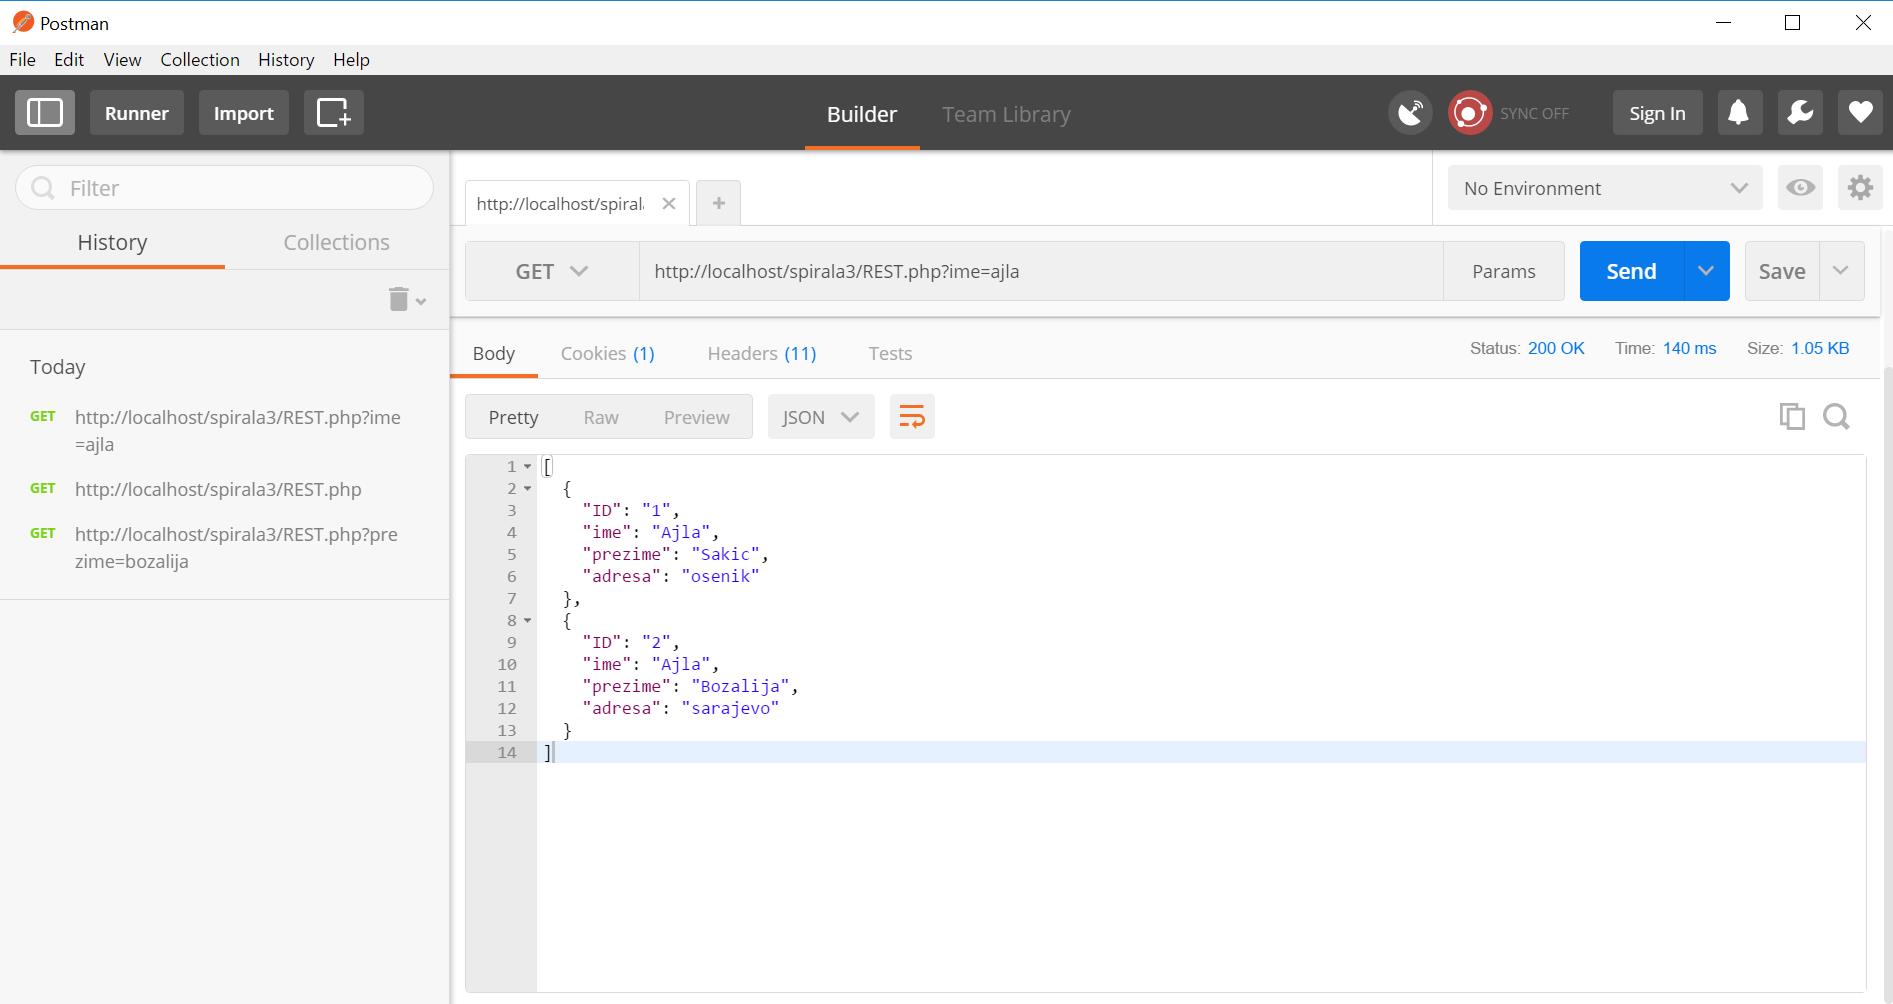 Postman
File Edit View Collection History Help
Runner Import Builder Team Library SYNC OFF Sign In
Filter
History Collections
Today
GET http://localhost/spirala3/REST.php?ime
=ajla
GET http://localhost/spirala3/REST.php
GET http://localhost/spirala3/REST.php?pre
zime=bozalija
http://localhost/spiral
No Environment
GET http://localhost/spirala3/REST.php?ime=ajla Params Send Save
Body Cookies (1) Headers (11) Tests Status: 200 OK Time: 140 ms Size: 1.05 KB
Pretty Raw Preview JSON
1 [
2 {
3 "ID": "1",
4 "ime": "Ajla",
5 "prezime": "Sakic",
6 "adresa": "osenik"
7 },
8 {
9 "ID": "2",
10 "ime": "Ajla",
11 "prezime": "Bozalija",
12 "adresa": "sarajevo"
13 }
14 ]